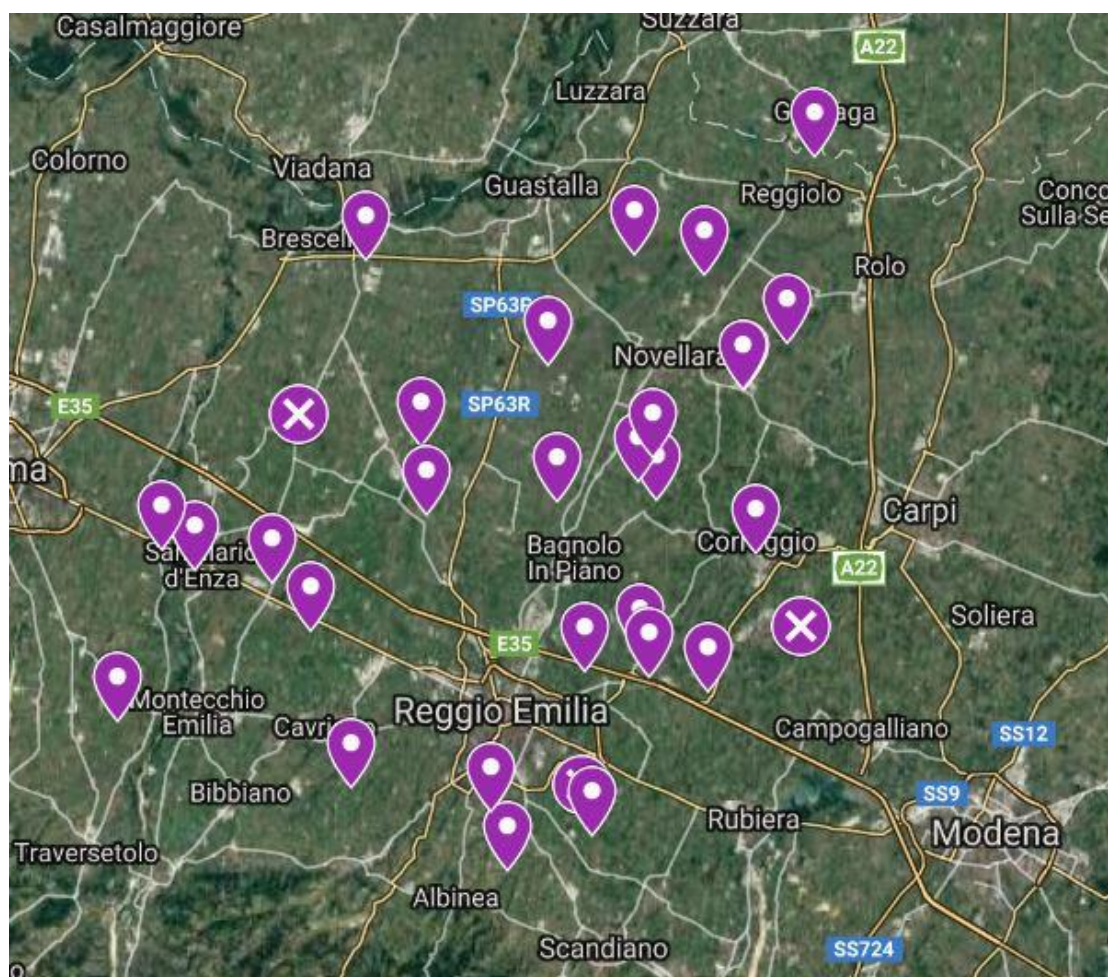 Suzzara
Casalmaggiore
A22
Luzzara
Colorno
Viadana
Guastalla
Reggiolo
Rolo
SP63R
Novellara
E35
SP63R
Carpi
Bagnolo
In Piano
d'Enza
A22
Soliera
E35
Montecchio
Emilia
Reggio Emilia
Campogalliano
SS12
Bibbiano
SS9
Rubiera
Modena
Traversetolo
Albinea
Scandiano
SS724